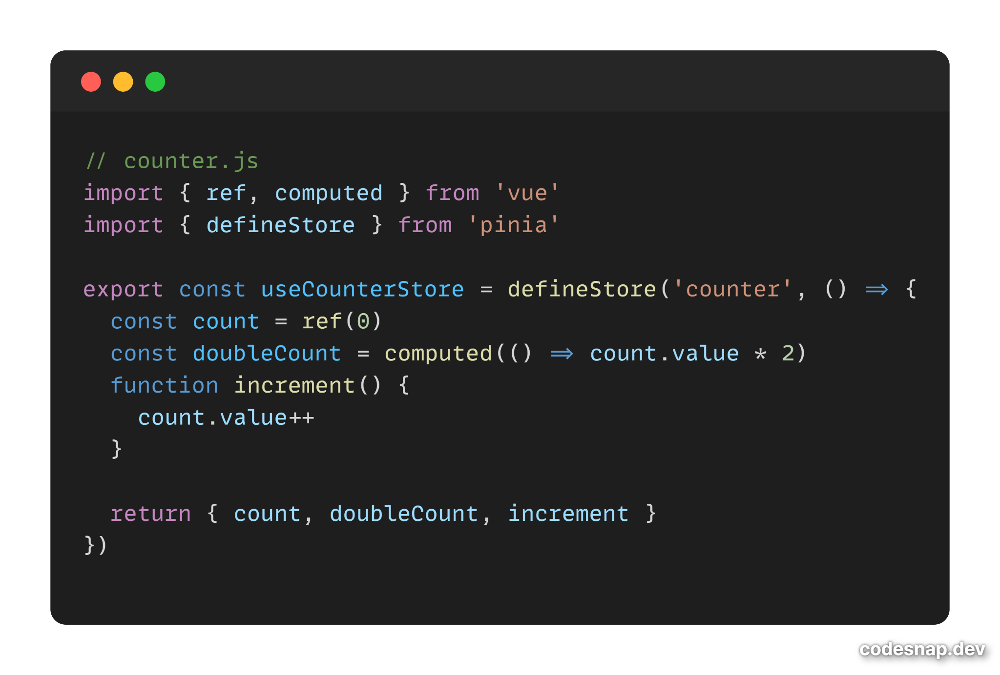 // counter.js
import { ref, computed } from 'vue'
import { defineStore } from 'pinia'
export const useCounterStore = defineStore('counter', () => {
  const count = ref(0)
  const doubleCount = computed(() => count.value * 2)
  function increment() {
    count.value++
  }
  return { count, doubleCount, increment }
})
codesnap.dev